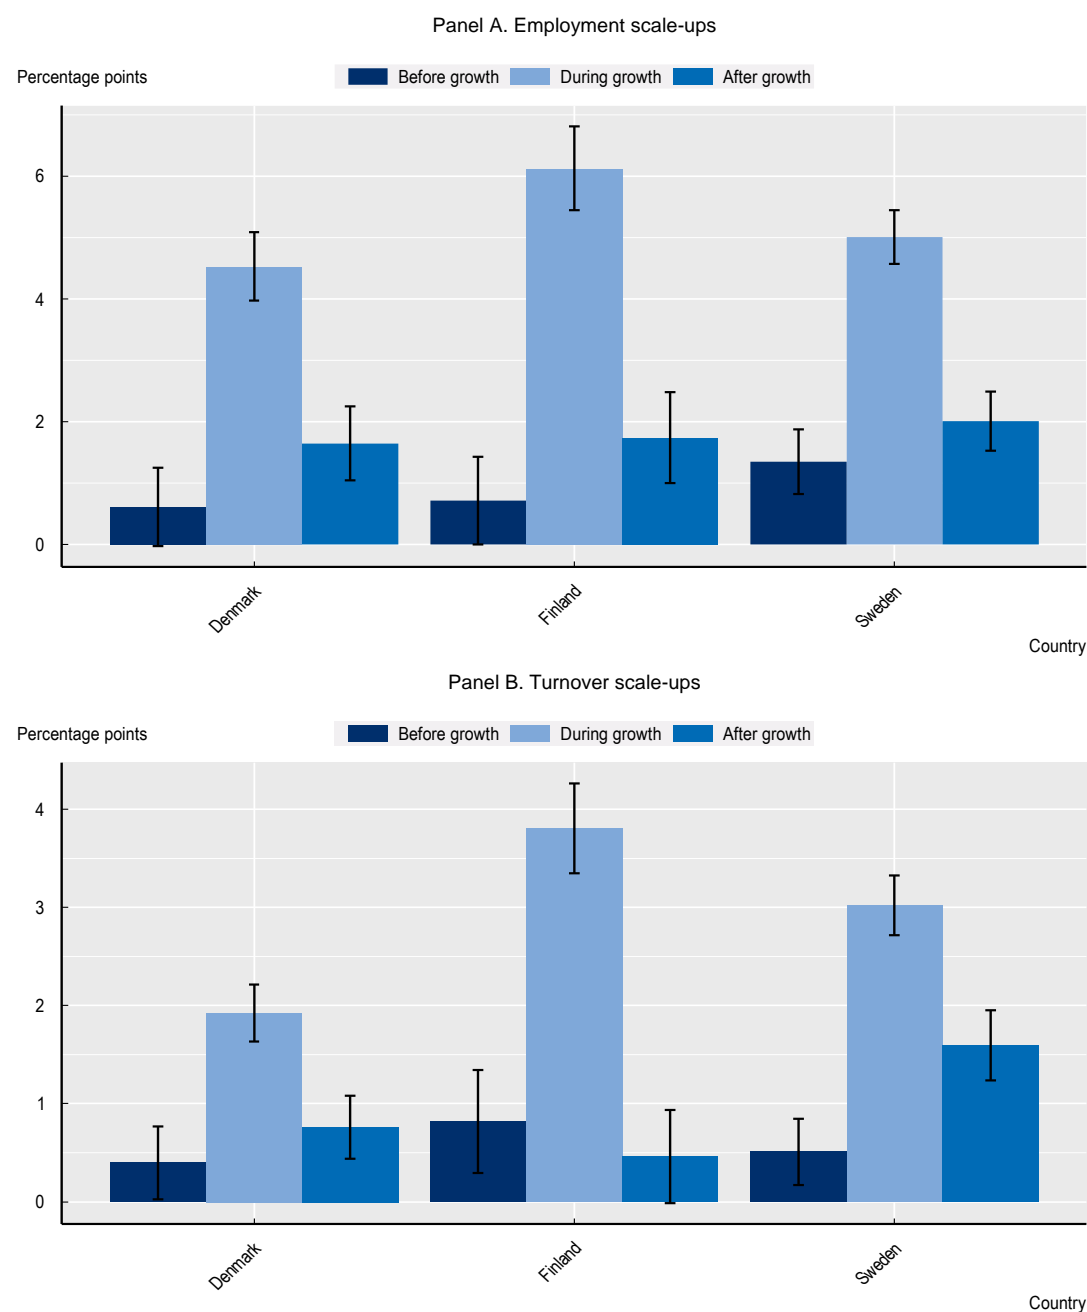 Panel A. Employment scale-ups
Percentage points
Before growth During growth After growth
6
4
2
0
Denmark Finland Sweden
Country
Panel B. Turnover scale-ups
Percentage points
Before growth During growth After growth
4
3
2
1
0
Denmark Finland Sweden
Country